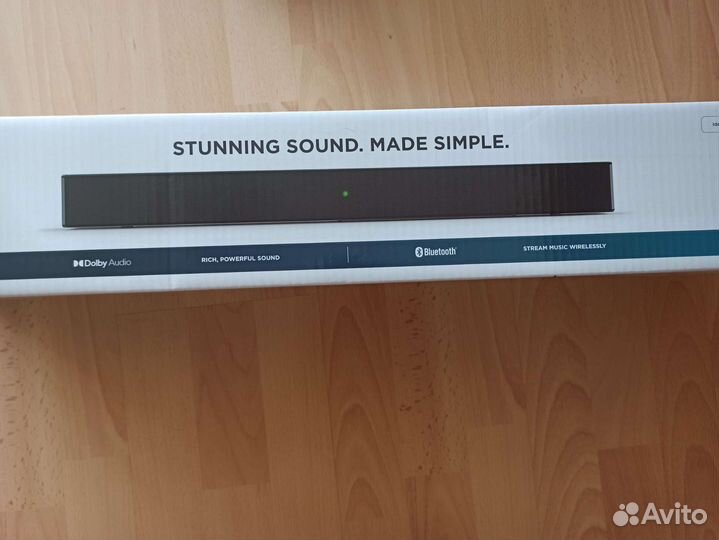 STUNNING SOUND. MADE SIMPLE.
Dolby Audio
RICH, POWERFUL SOUND
Bluetooth
STREAM MUSIC WIRELESSLY
Avito